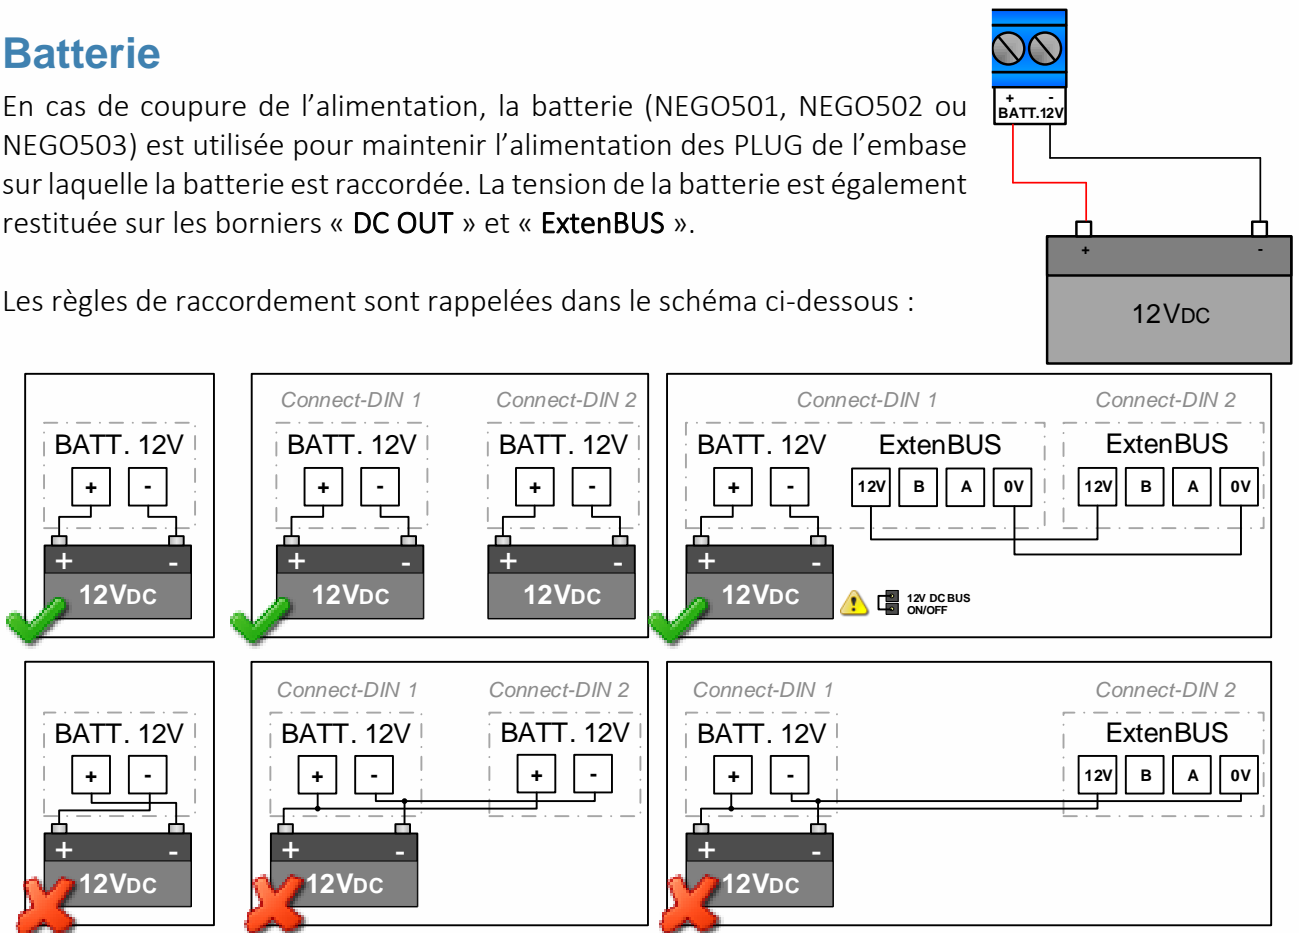 Batterie
En cas de coupure de l’alimentation, la batterie (NEGO501, NEGO502 ou
NEGO503) est utilisée pour maintenir l’alimentation des PLUG de l’embase
sur laquelle la batterie est raccordée. La tension de la batterie est également
restituée sur les borniers « DC OUT » et « ExtenBUS ».
+ -
BATT.12V
+ -
12VDC
Les règles de raccordement sont rappelées dans le schéma ci-dessous :
BATT. 12V
+ -
+ -
12VDC
Connect-DIN 1 Connect-DIN 2
BATT. 12V BATT. 12V
+ - + -
+ - + -
12VDC 12VDC
Connect-DIN 1 Connect-DIN 2
BATT. 12V ExtenBUS ExtenBUS
+ - 12V B A 0V 12V B A 0V
+ -
12VDC
12V DC BUS
ON/OFF
BATT. 12V
+ -
+ -
12VDC
Connect-DIN 1 Connect-DIN 2
BATT. 12V BATT. 12V
+ - + -
+ -
12VDC
Connect-DIN 1 Connect-DIN 2
BATT. 12V ExtenBUS
+ - 12V B A 0V
+ -
12VDC